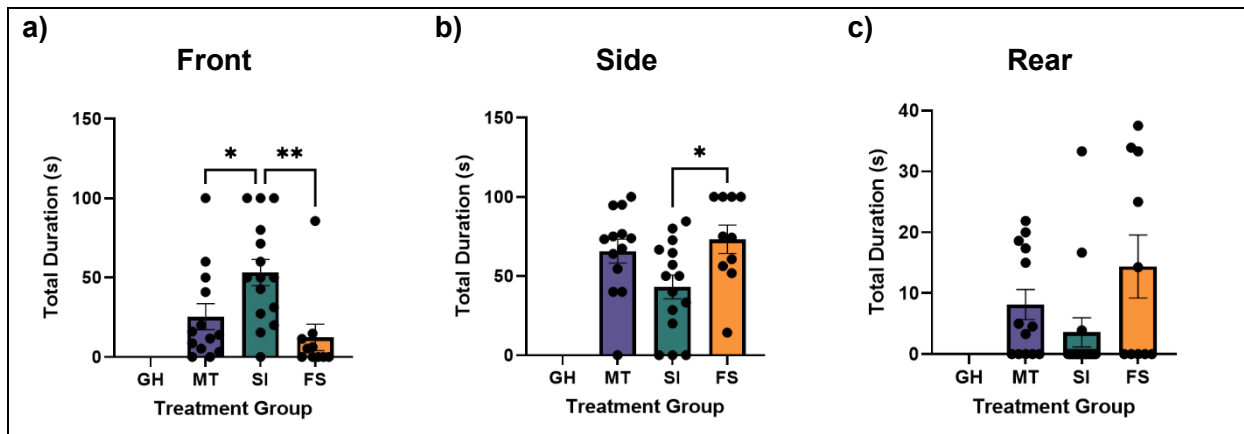 a)
Front
Total Duration (s)
150
100
50
0
*
**
GH MT SI FS
Treatment Group
b)
Side
Total Duration (s)
150
100
50
0
*
GH MT SI FS
Treatment Group
c)
Rear
Total Duration (s)
40
30
20
10
0
GH MT SI FS
Treatment Group